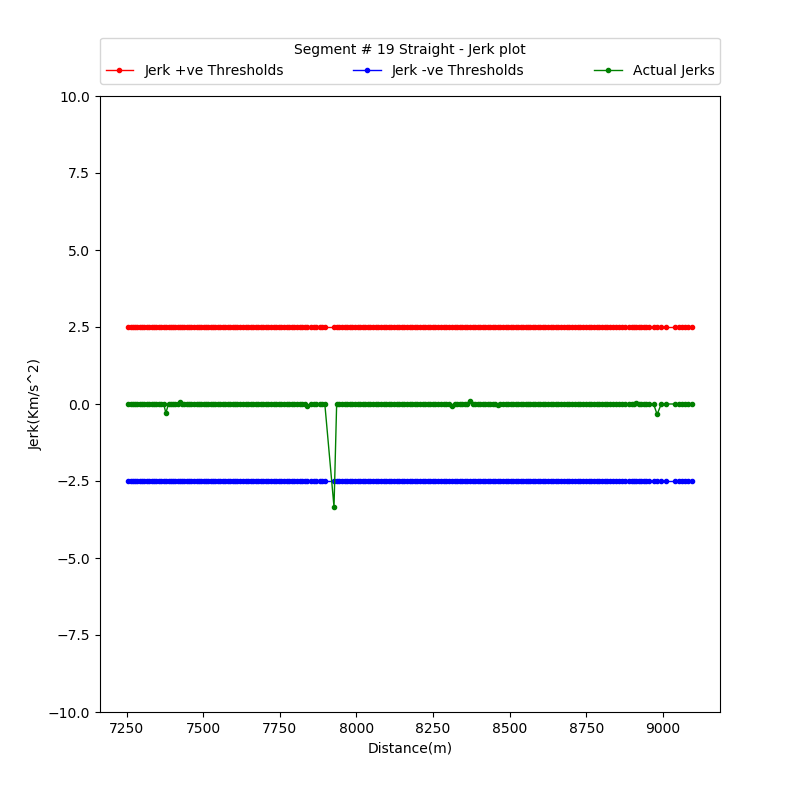 Segment # 19 Straight - Jerk plot
Jerk +ve Thresholds
Jerk -ve Thresholds
Actual Jerks
10.0
7.5
5.0
2.5
0.0
−2.5
−5.0
−7.5
−10.0
Jerk(Km/s^2)
7250
7500
7750
8000
8250
8500
8750
9000
Distance(m)